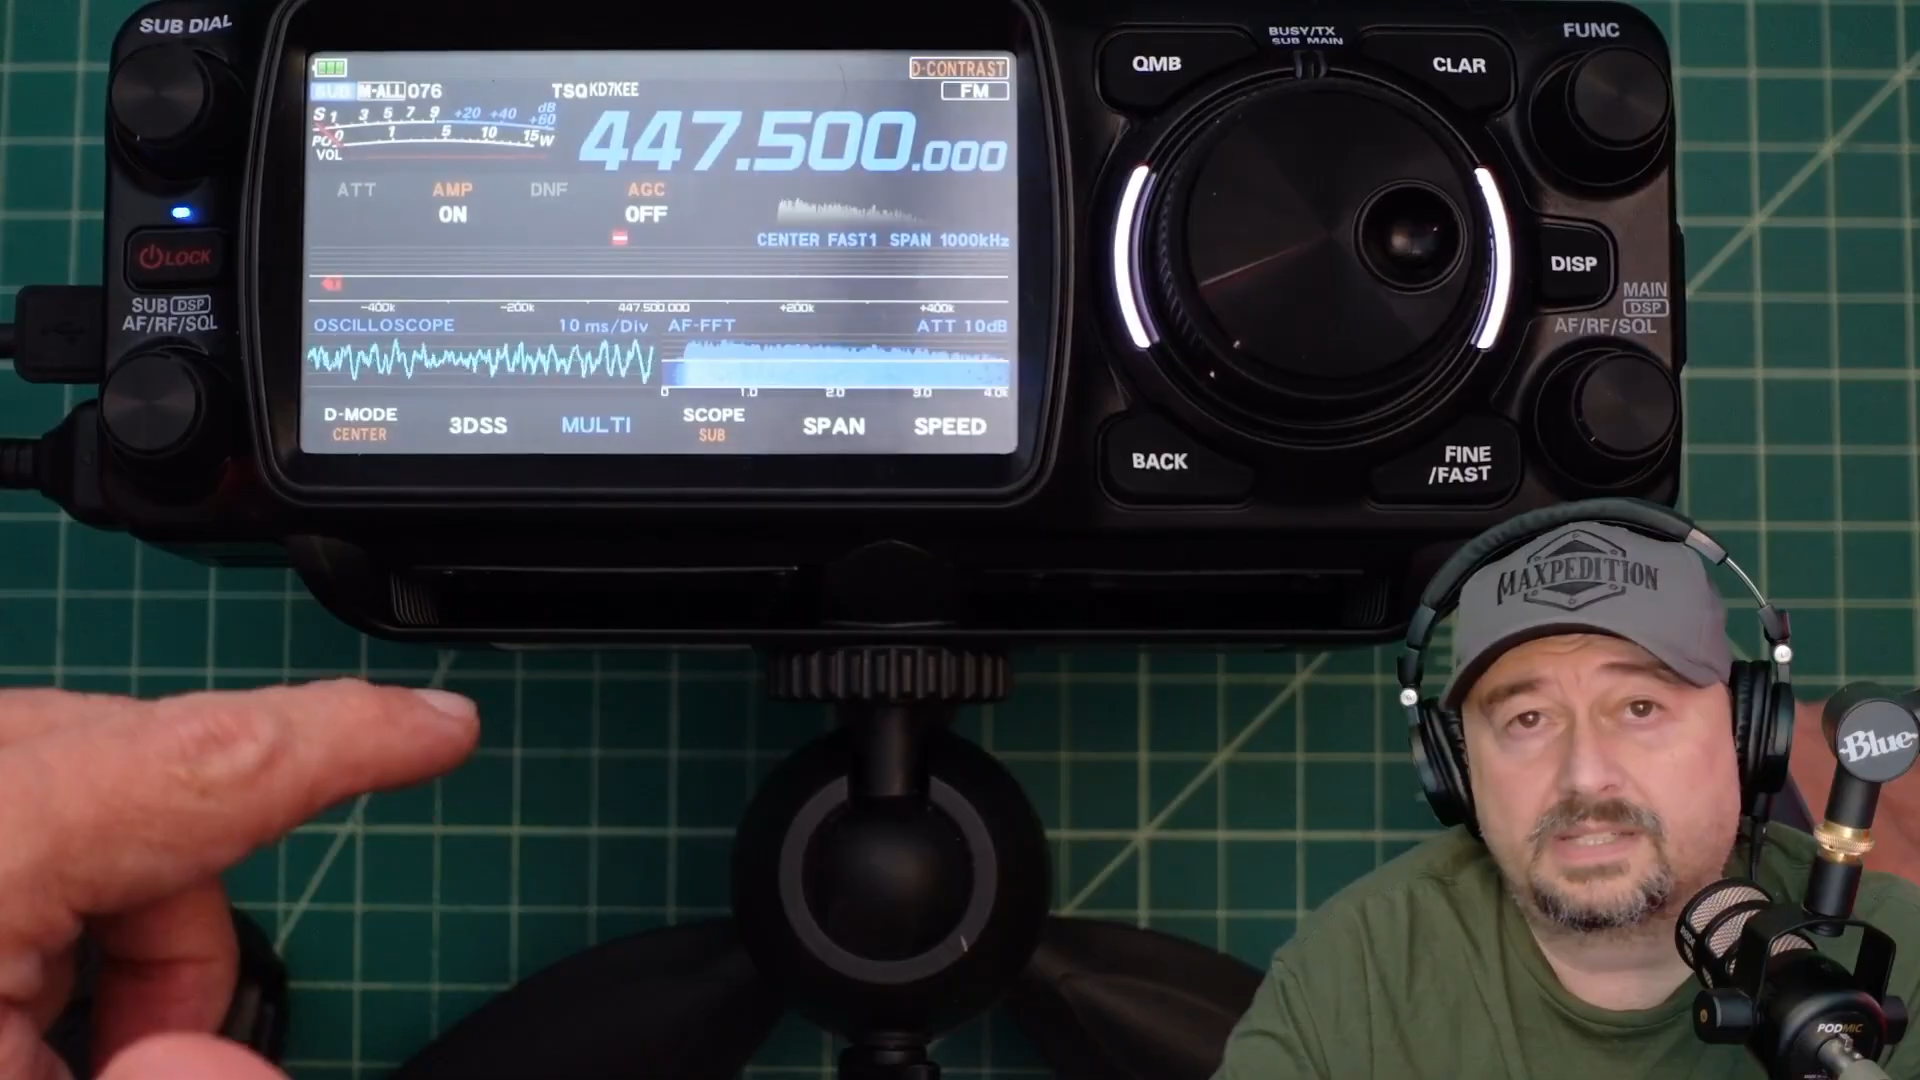 SUB DIAL
D-CONTRAST
SUB M-ALL 076 TSQ KD7KEE FM
S 1 3 5 7 9 +20 +40 +60 dB
PO 0 1 5 10 15 W
VOL
447.500.000
ATT AMP DNF AGC
ON OFF
CENTER FAST1 SPAN 1000kHz
-400k -200k 447.500.000 +200k +400k
OSCILLOSCOPE 10 ms/Div AF-FFT ATT 10dB
0 1.0 2.0 3.0 4.0k
D-MODE 3DSS MULTI SCOPE SPAN SPEED
CENTER SUB
LOCK
SUB DSP
AF/RF/SQL
QMB
BUSY/TX
SUB MAIN
CLAR
FUNC
DISP
MAIN
DSP
AF/RF/SQL
BACK
FINE
/FAST
MAXPEDITION
Blue
RODE
PODMIC